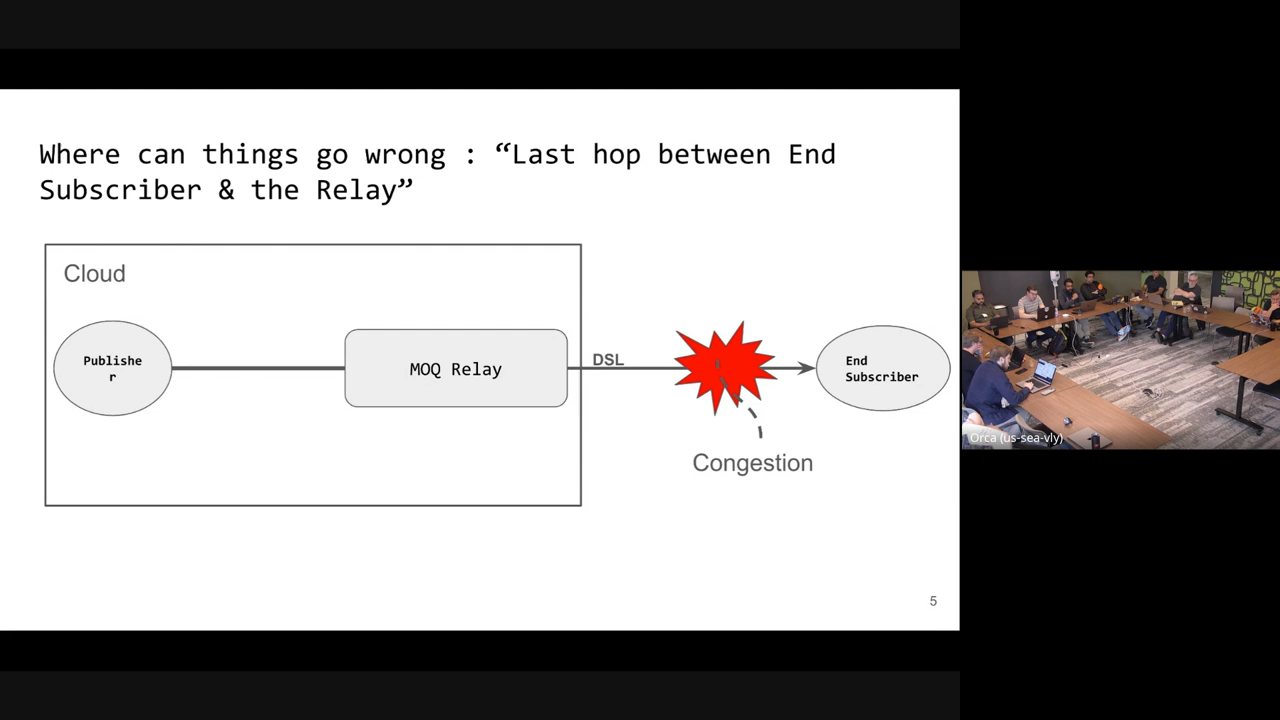 Where can things go wrong : “Last hop between End
Subscriber & the Relay”
Cloud
Publishe
r
MOQ Relay
DSL
End
Subscriber
Congestion
5
Orca (us-sea-vly)